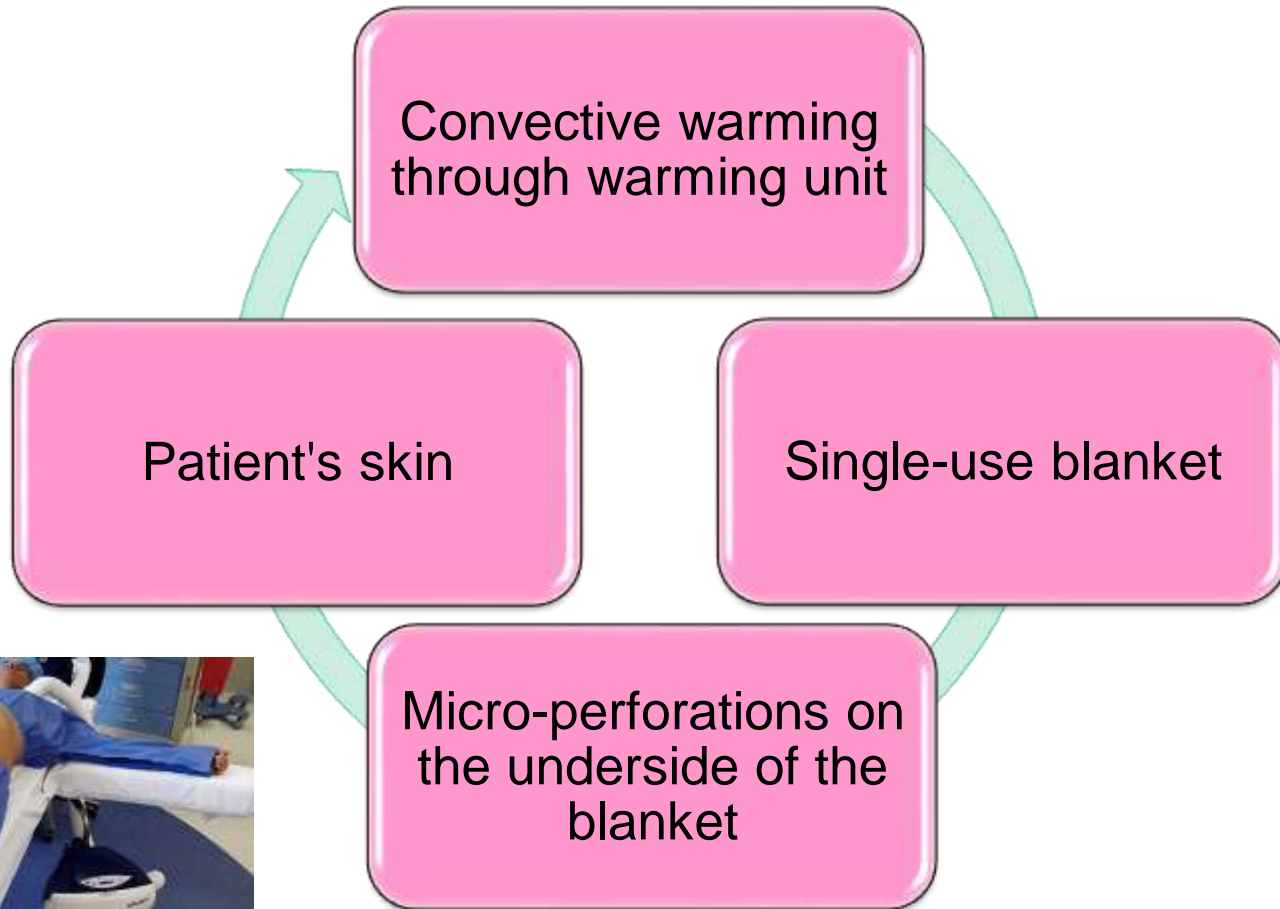 Convective warming
through warming unit
Single-use blanket
Micro-perforations on
the underside of the
blanket
Patient's skin